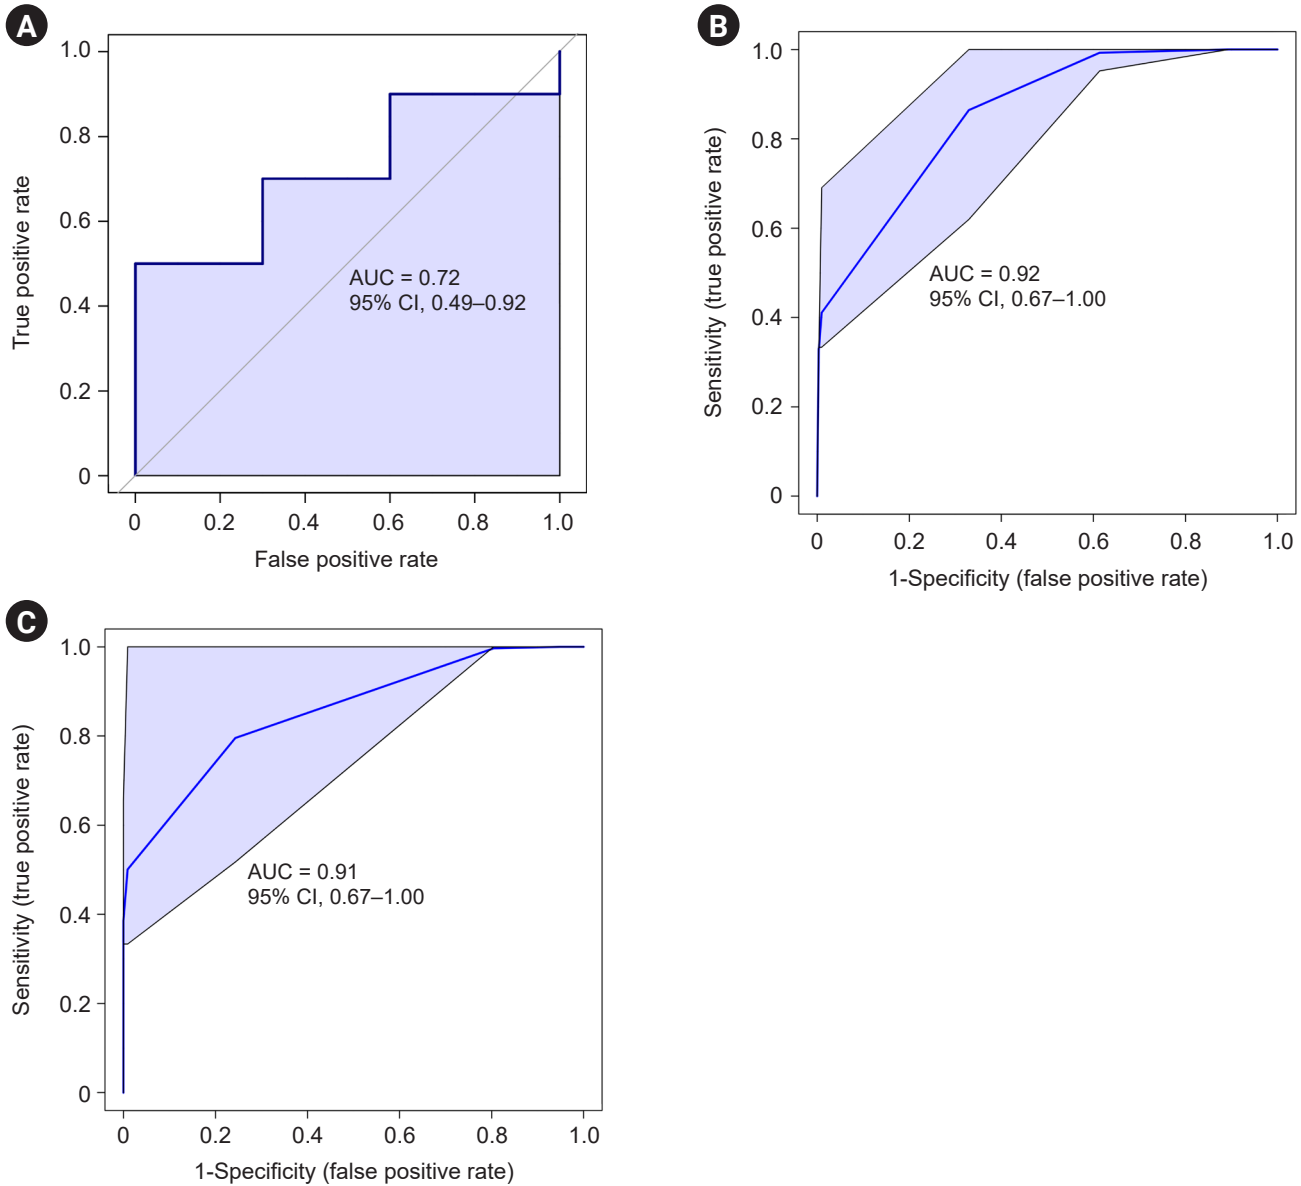 A
1.0
0.8
0.6
0.4
0.2
0
True positive rate
AUC = 0.72
95% CI, 0.49–0.92
0 0.2 0.4 0.6 0.8 1.0
False positive rate
B
1.0
0.8
0.6
0.4
0.2
0
Sensitivity (true positive rate)
AUC = 0.92
95% CI, 0.67–1.00
0 0.2 0.4 0.6 0.8 1.0
1-Specificity (false positive rate)
C
1.0
0.8
0.6
0.4
0.2
0
Sensitivity (true positive rate)
AUC = 0.91
95% CI, 0.67–1.00
0 0.2 0.4 0.6 0.8 1.0
1-Specificity (false positive rate)